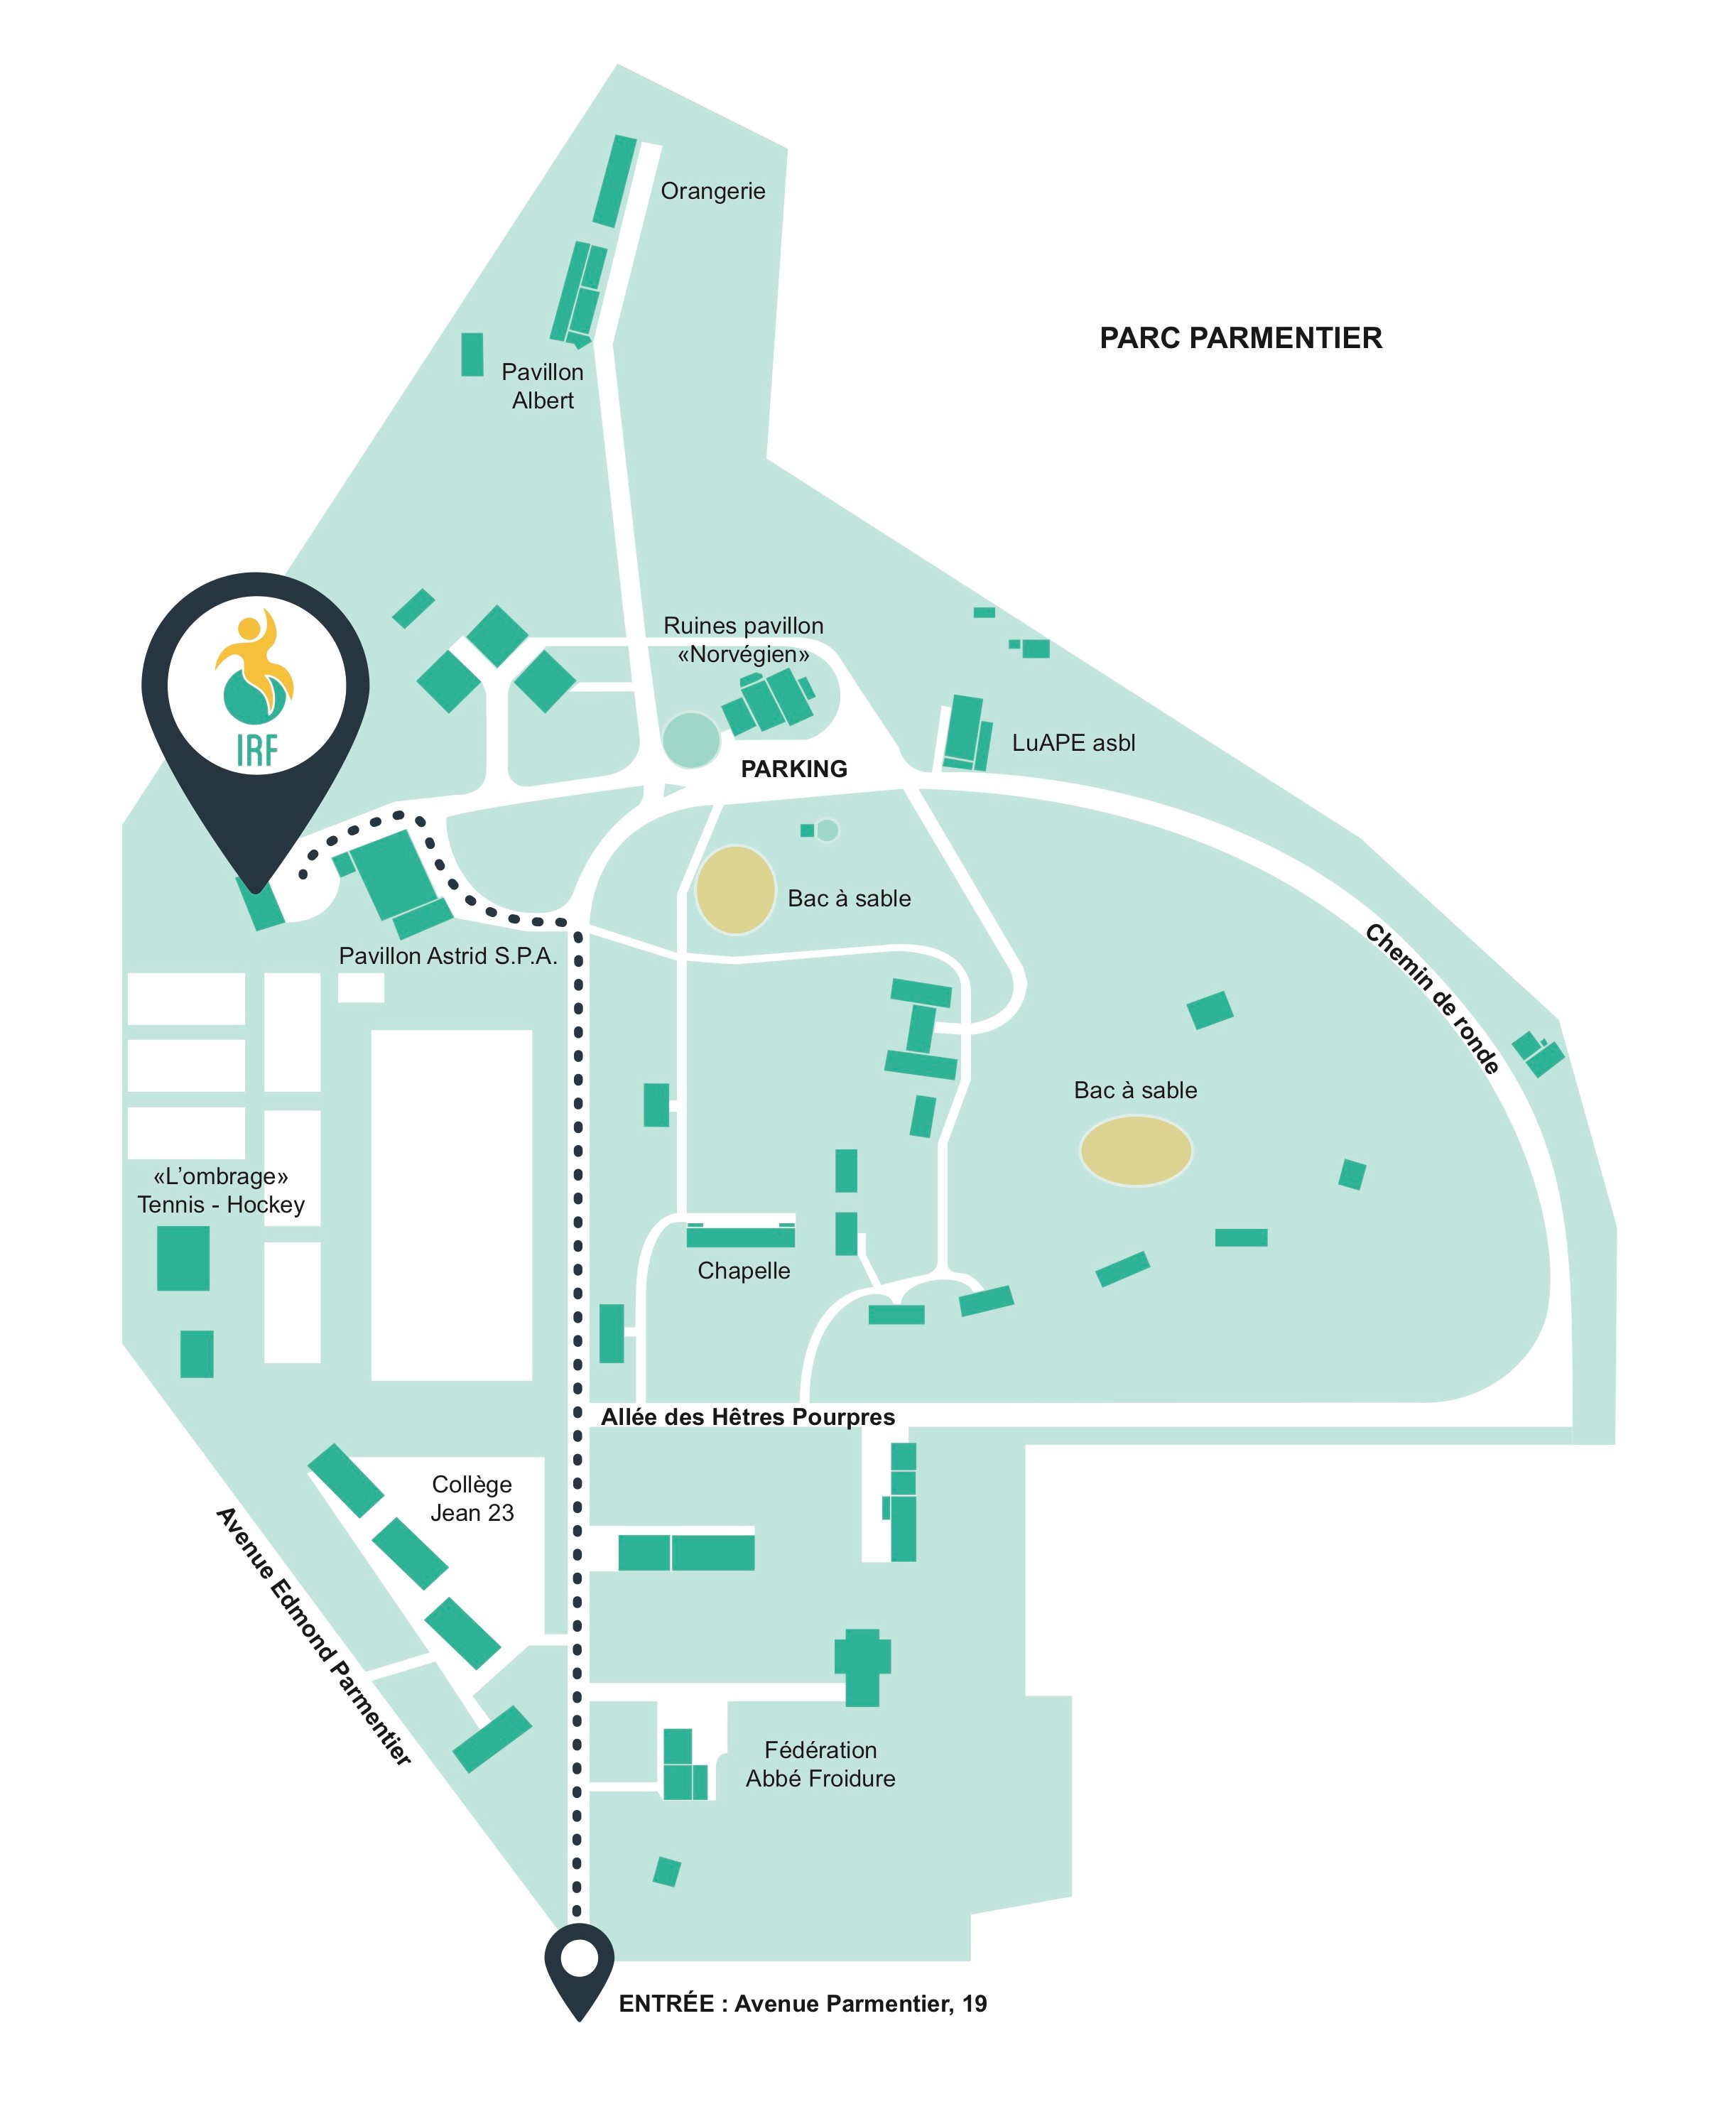 Orangerie
PARC PARMENTIER
Pavillon
Albert
Ruines pavillon
«Norvégien»
IRF
LuAPE asbl
PARKING
Bac à sable
Chemin de ronde
Pavillon Astrid S.P.A.
Bac à sable
«L’ombrage»
Tennis - Hockey
Chapelle
Allée des Hêtres Pourpres
Collège
Jean 23
Avenue Edmond Parmentier
Fédération
Abbé Froidure
ENTRÉE : Avenue Parmentier, 19